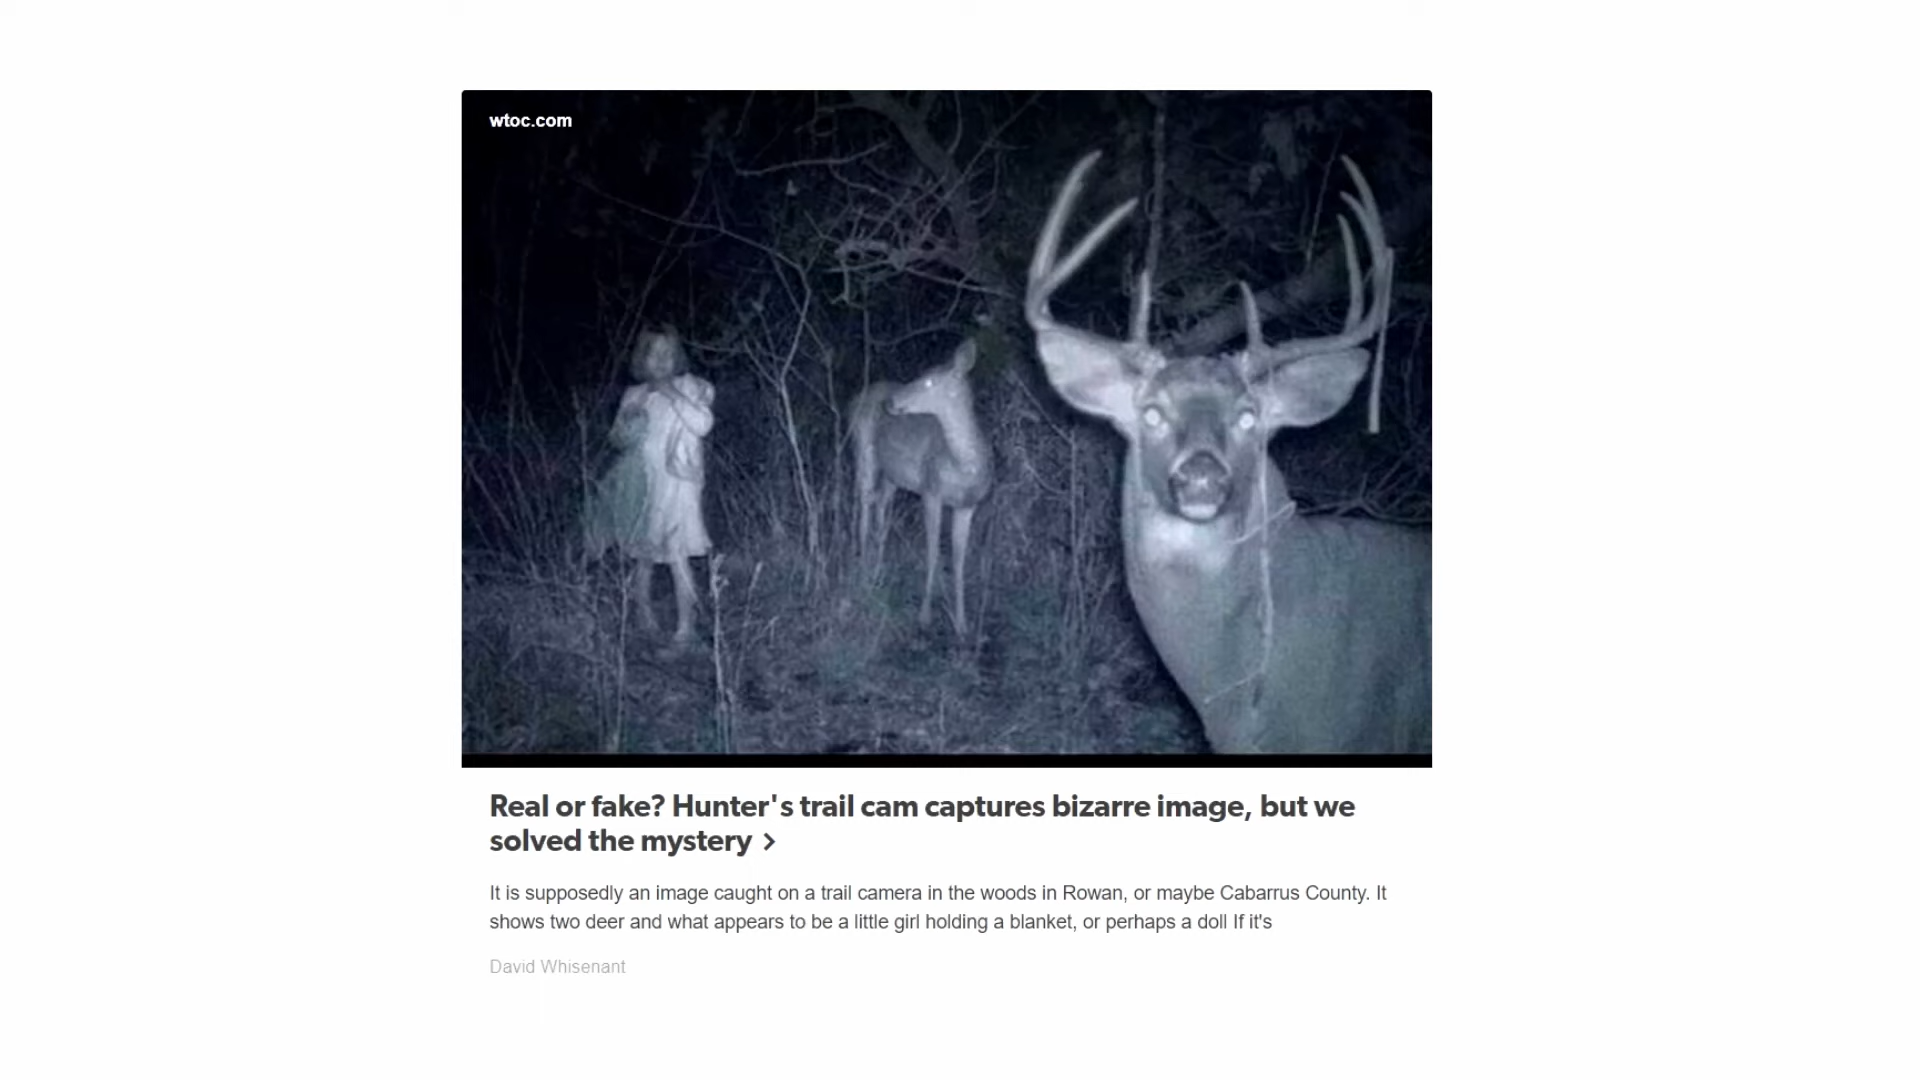 wtoc.com
Real or fake? Hunter's trail cam captures bizarre image, but we
solved the mystery >
It is supposedly an image caught on a trail camera in the woods in Rowan, or maybe Cabarrus County. It
shows two deer and what appears to be a little girl holding a blanket, or perhaps a doll If it's
David Whisenant